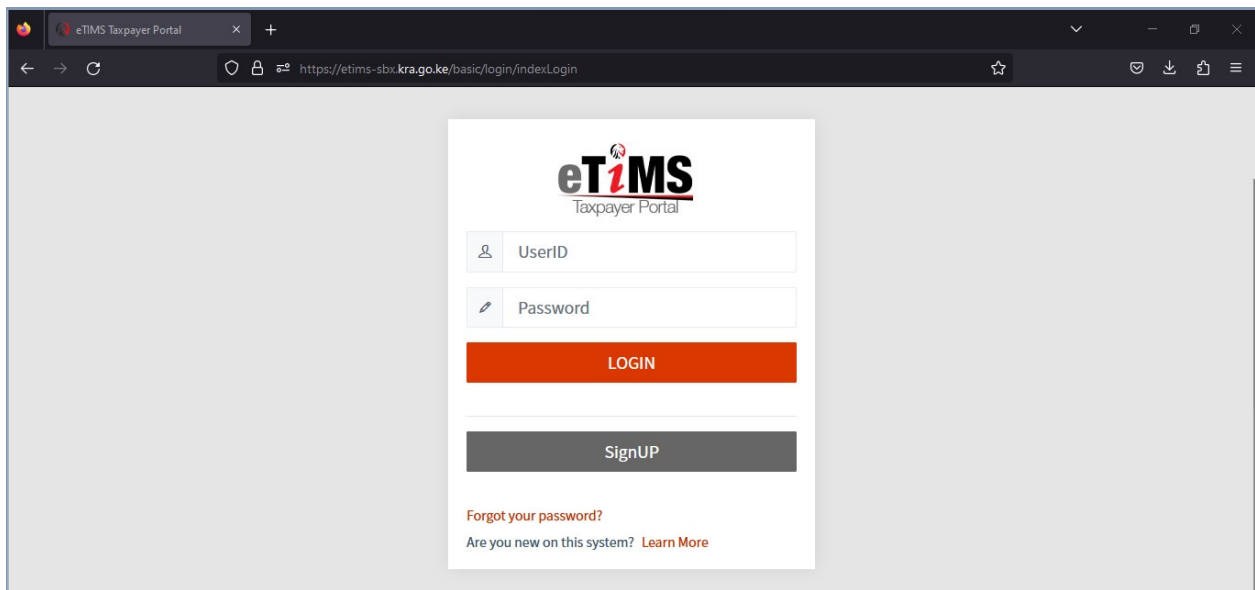 eTIMS Taxpayer Portal
https://etims-sbx.kra.go.ke/basic/login/indexLogin
eTiMS
Taxpayer Portal
UserID
Password
LOGIN
SignUP
Forgot your password?
Are you new on this system? Learn More